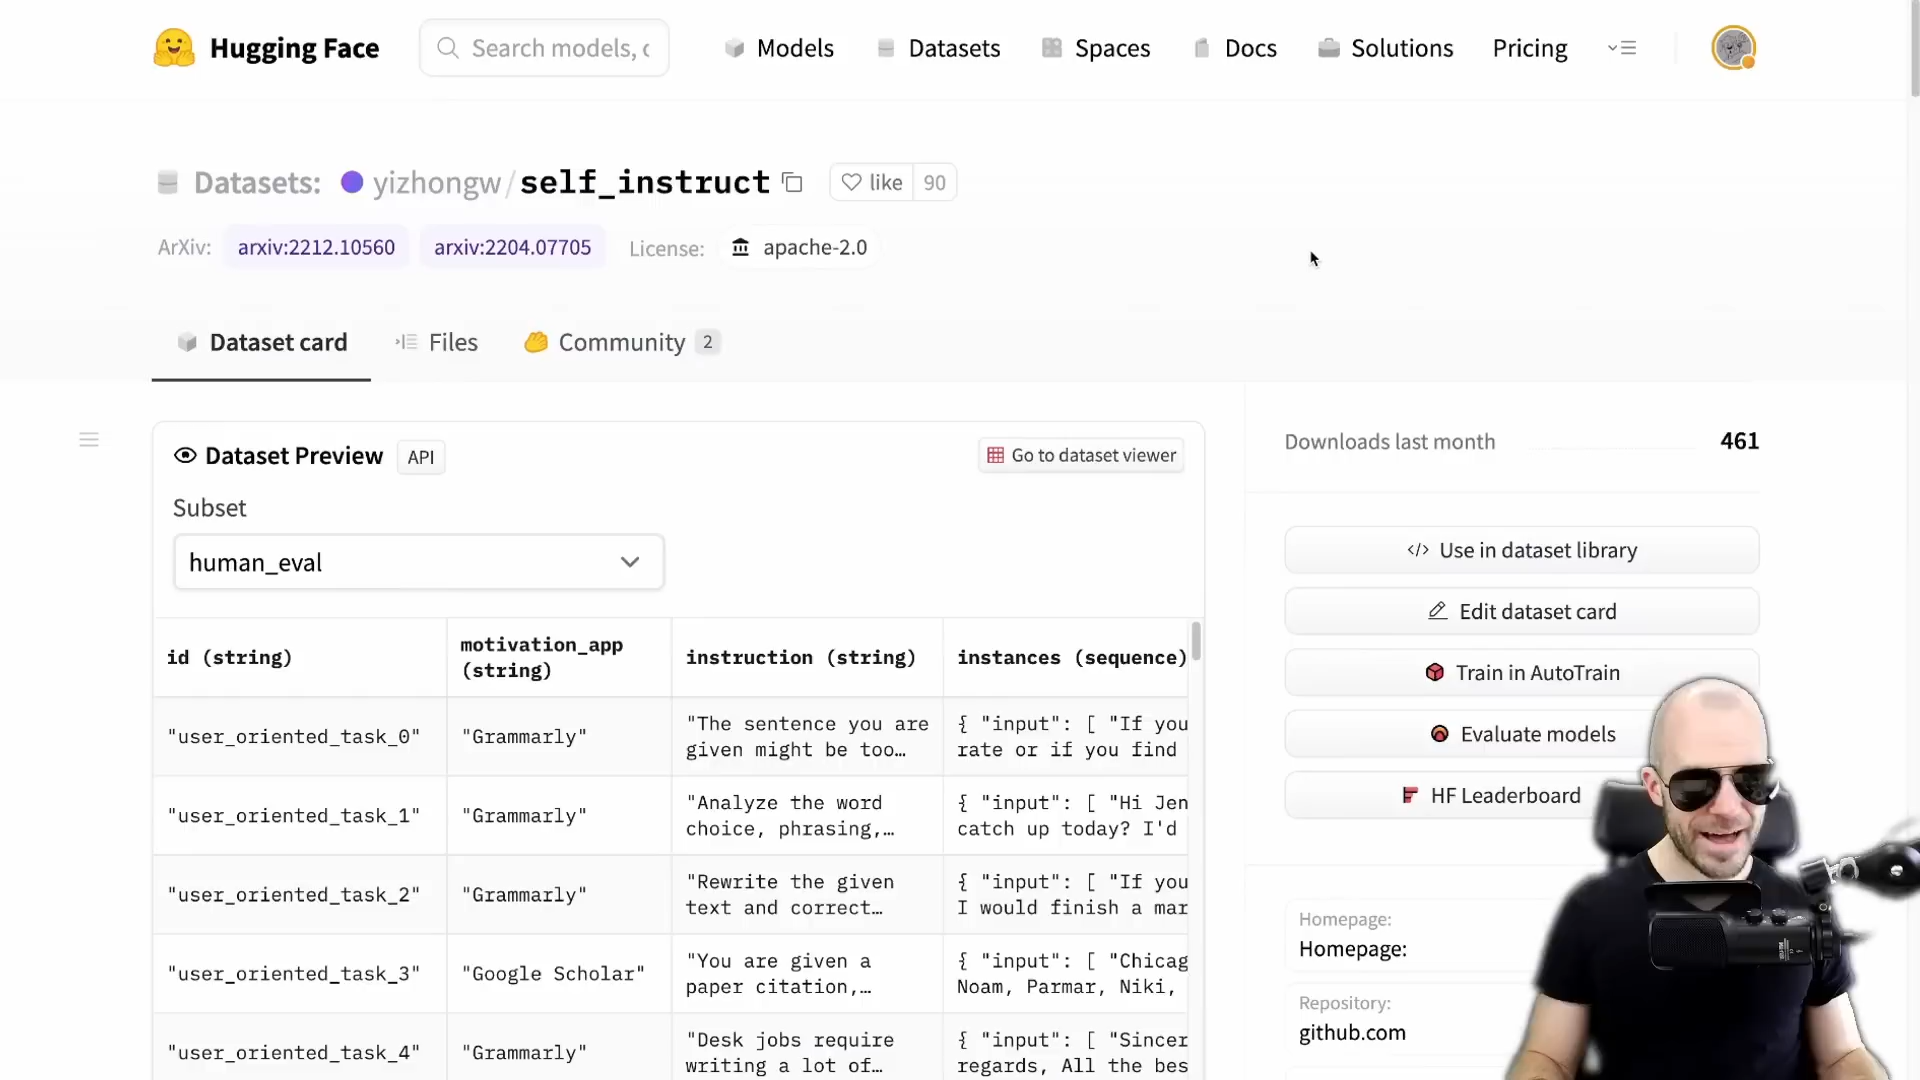 Hugging Face
Search models, c
Models
Datasets
Spaces
Docs
Solutions
Pricing
Datasets: yizhongw/self_instruct
like 90
ArXiv: arxiv:2212.10560 arxiv:2204.07705 License: apache-2.0
Dataset card
Files
Community 2
Dataset Preview API
Go to dataset viewer
Subset
human_eval
id (string)
motivation_app
(string)
instruction (string)
instances (sequence)
"user_oriented_task_0"
"Grammarly"
"The sentence you are
given might be too…
{ "input": [ "If you
rate or if you find
"user_oriented_task_1"
"Grammarly"
"Analyze the word
choice, phrasing,…
{ "input": [ "Hi Jen
catch up today? I'd
"user_oriented_task_2"
"Grammarly"
"Rewrite the given
text and correct…
{ "input": [ "If you
I would finish a mar
"user_oriented_task_3"
"Google Scholar"
"You are given a
paper citation,…
{ "input": [ "Chicag
Noam, Parmar, Niki,
"user_oriented_task_4"
"Grammarly"
"Desk jobs require
writing a lot of…
{ "input": [ "Sincer
regards, All the bes
Downloads last month
461
</> Use in dataset library
Edit dataset card
Train in AutoTrain
Evaluate models
HF Leaderboard
Homepage:
Homepage:
Repository:
github.com